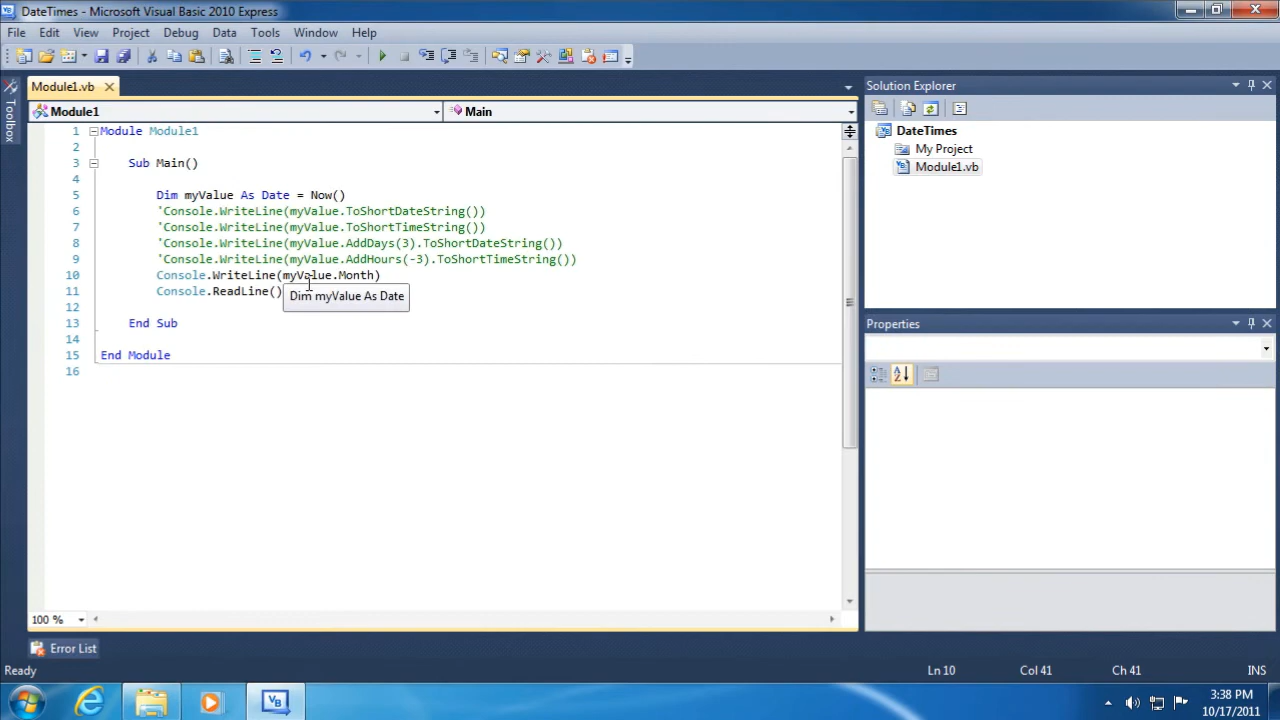 DateTimes - Microsoft Visual Basic 2010 Express
File Edit View Project Debug Data Tools Window Help
Toolbox
Module1.vb
Module1
Main
1 Module Module1
2
3 Sub Main()
4
5 Dim myValue As Date = Now()
6 'Console.WriteLine(myValue.ToShortDateString())
7 'Console.WriteLine(myValue.ToShortTimeString())
8 'Console.WriteLine(myValue.AddDays(3).ToShortDateString())
9 'Console.WriteLine(myValue.AddHours(-3).ToShortTimeString())
10 Console.WriteLine(myValue.Month)
11 Console.ReadLine()
Dim myValue As Date
12
13 End Sub
14
15 End Module
16
100 %
Solution Explorer
DateTimes
My Project
Module1.vb
Properties
Error List
Ready
Ln 10 Col 41 Ch 41 INS
3:38 PM
10/17/2011